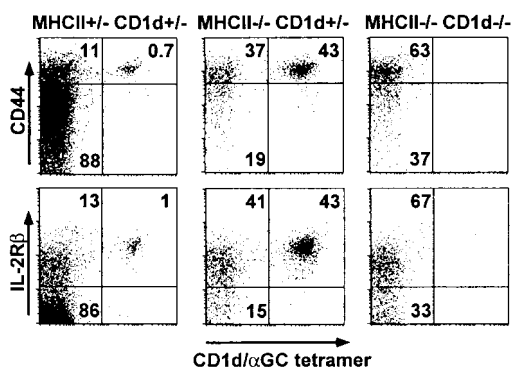 MHCII+/- CD1d+/- MHCII-/- CD1d+/- MHCII-/- CD1d-/-
11 0.7 37 43 63
CD44
88 19 37
13 1 41 43 67
IL-2Rβ
86 15 33
CD1d/αGC tetramer